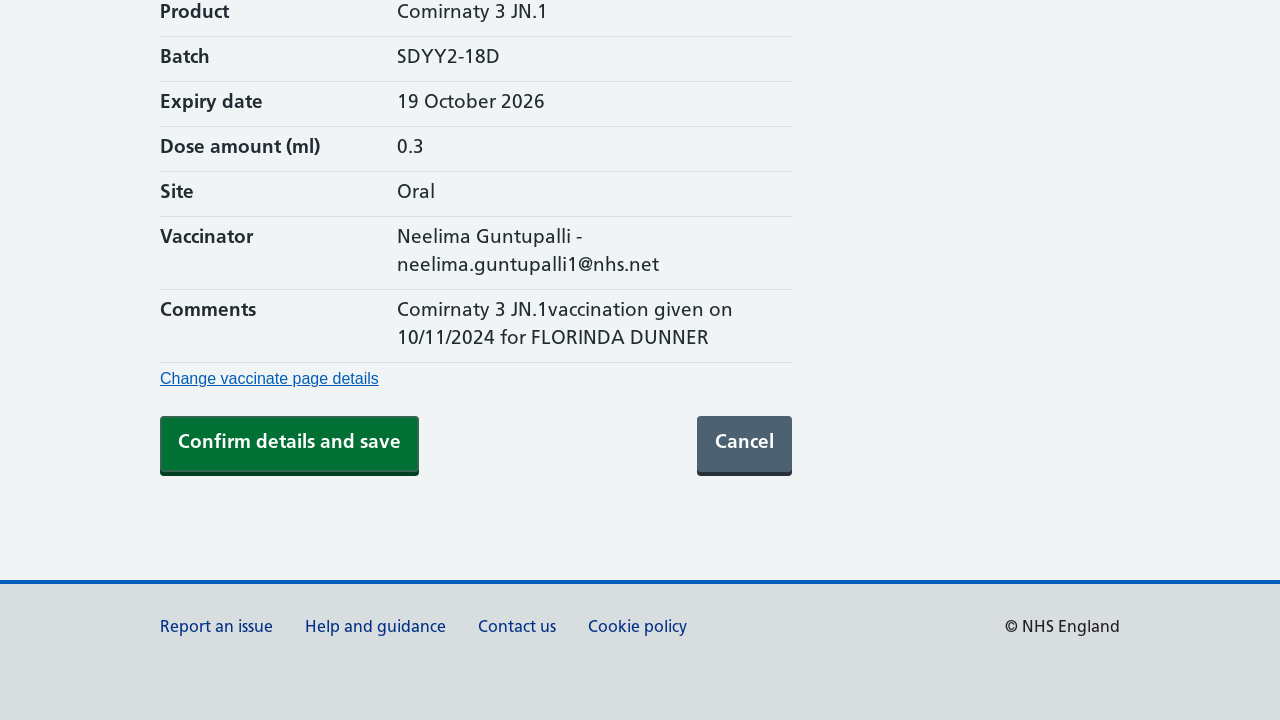 Product Comirnaty 3 JN.1
Batch SDYY2-18D
Expiry date 19 October 2026
Dose amount (ml) 0.3
Site Oral
Vaccinator Neelima Guntupalli -
neelima.guntupalli1@nhs.net
Comments Comirnaty 3 JN.1vaccination given on
10/11/2024 for FLORINDA DUNNER
Change vaccinate page details
Confirm details and save Cancel
Report an issue Help and guidance Contact us Cookie policy © NHS England